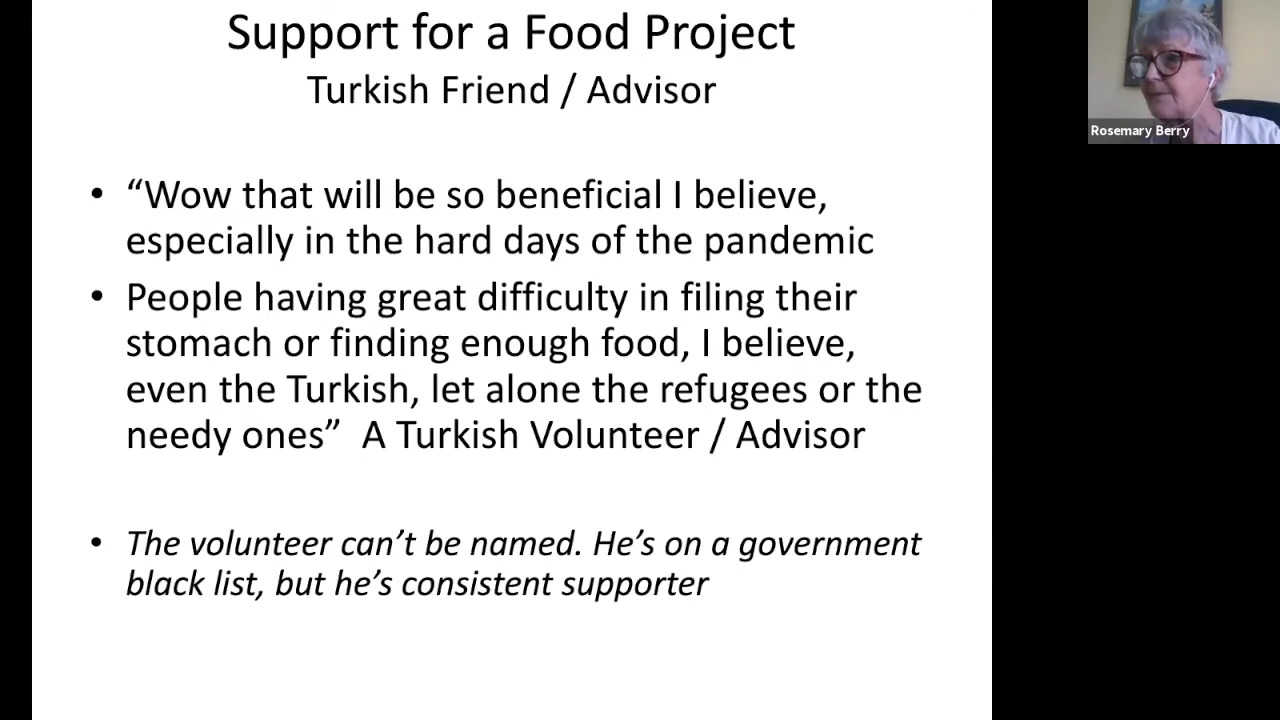 Support for a Food Project
Turkish Friend / Advisor
Rosemary Berry
• “Wow that will be so beneficial I believe,
especially in the hard days of the pandemic
• People having great difficulty in filing their
stomach or finding enough food, I believe,
even the Turkish, let alone the refugees or the
needy ones”  A Turkish Volunteer / Advisor
• The volunteer can’t be named. He’s on a government
black list, but he’s consistent supporter